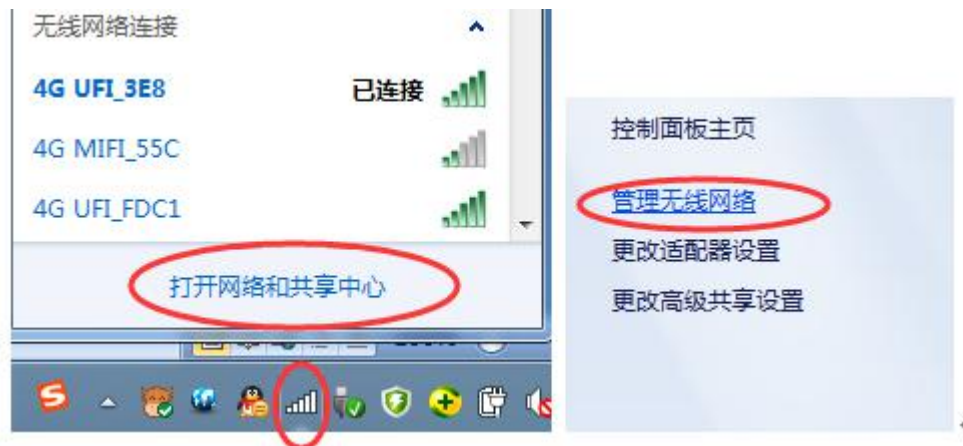 无线网络连接
4G UFI_3E8 已连接
4G MIFI_55C
4G UFI_FDC1
打开网络和共享中心
控制面板主页
管理无线网络
更改适配器设置
更改高级共享设置